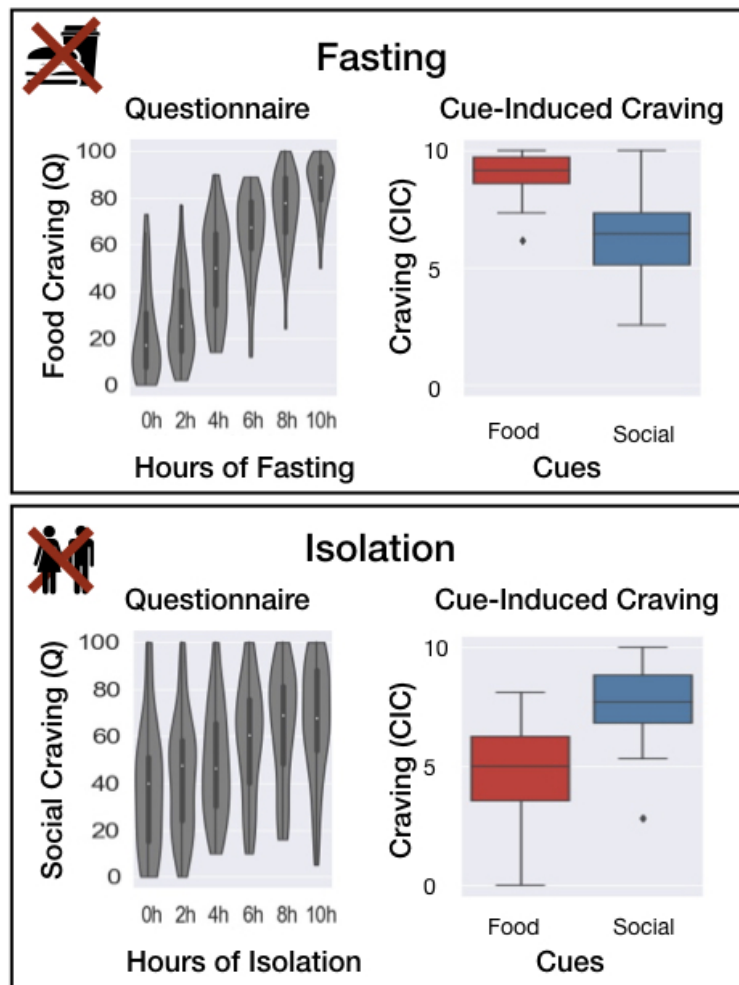 Fasting
Questionnaire
Food Craving (Q)
100
80
60
40
20
0
0h 2h 4h 6h 8h 10h
Hours of Fasting
Cue-Induced Craving
Craving (CIC)
10
5
0
Food Social
Cues
Isolation
Questionnaire
Social Craving (Q)
100
80
60
40
20
0
0h 2h 4h 6h 8h 10h
Hours of Isolation
Cue-Induced Craving
Craving (CIC)
10
5
0
Food Social
Cues